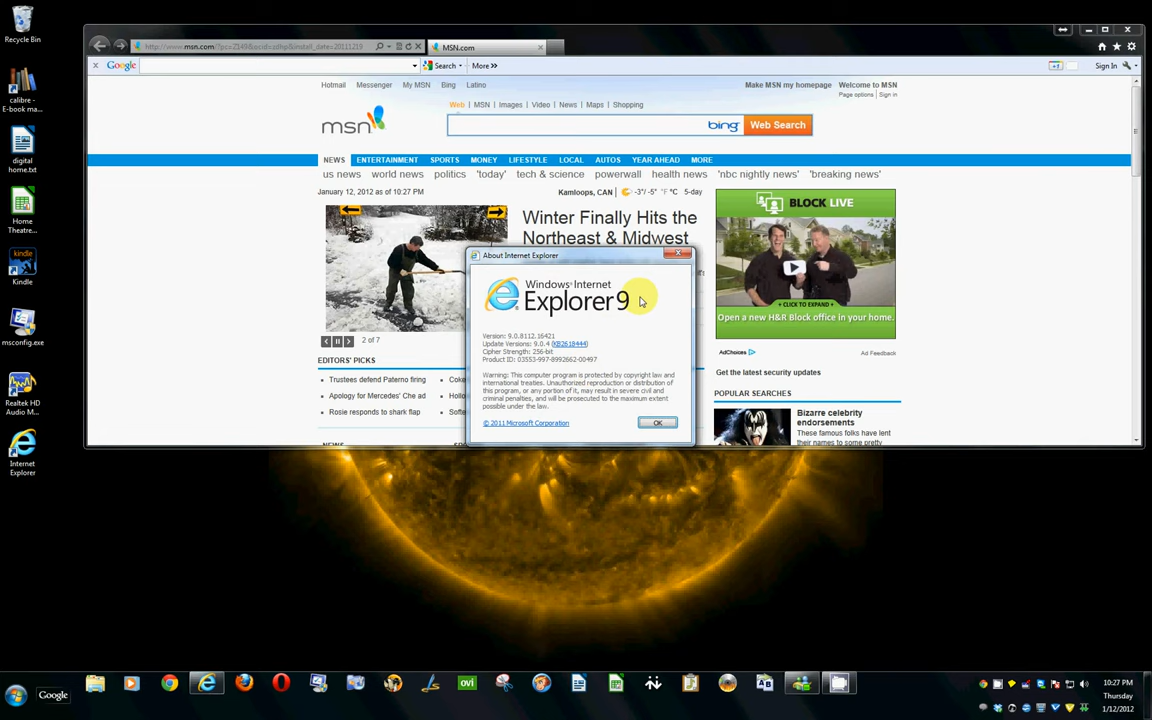 Recycle Bin
calibre -
E-book ma...
digital
home.txt
Home
Theatre...
Kindle
msconfig.exe
Realtek HD
Audio M...
Internet
Explorer
MSN.com
Google
Search
More »
Sign In
Hotmail Messenger My MSN Bing Latino
Make MSN my homepage
Welcome to MSN
Page options | Sign in
msn
Web | MSN | Images | Video | News | Maps | Shopping
bing
Web Search
NEWS ENTERTAINMENT SPORTS MONEY LIFESTYLE LOCAL AUTOS YEAR AHEAD MORE
us news world news politics 'today' tech & science powerwall health news 'nbc nightly news' 'breaking news'
January 12, 2012 as of 10:27 PM
Kamloops, CAN | -3°/ -5° °F °C 5-day
Winter Finally Hits the
Northeast & Midwest
2 of 7
EDITORS' PICKS
Trustees defend Paterno firing
Apology for Mercedes' Che ad
Rosie responds to shark flap
BLOCK LIVE
+ CLICK TO EXPAND +
Open a new H&R Block office in your home.
AdChoices
Ad Feedback
Get the latest security updates
POPULAR SEARCHES
Bizarre celebrity
endorsements
These famous folks have
lent their names to some
About Internet Explorer
Windows Internet
Explorer 9
Version: 9.0.8112.16421
Update Versions: 9.0.4 (KB2618444)
Cipher Strength: 256-bit
Product ID: 03553-997-8992662-00497
Warning: This computer program is protected by copyright law and
international treaties. Unauthorized reproduction or distribution of
this program, or any portion of it, may result in severe civil and
criminal penalties, and will be prosecuted to the maximum extent
possible under the law.
© 2011 Microsoft Corporation
OK
Google
ovi
10:27 PM
Thursday
1/12/2012